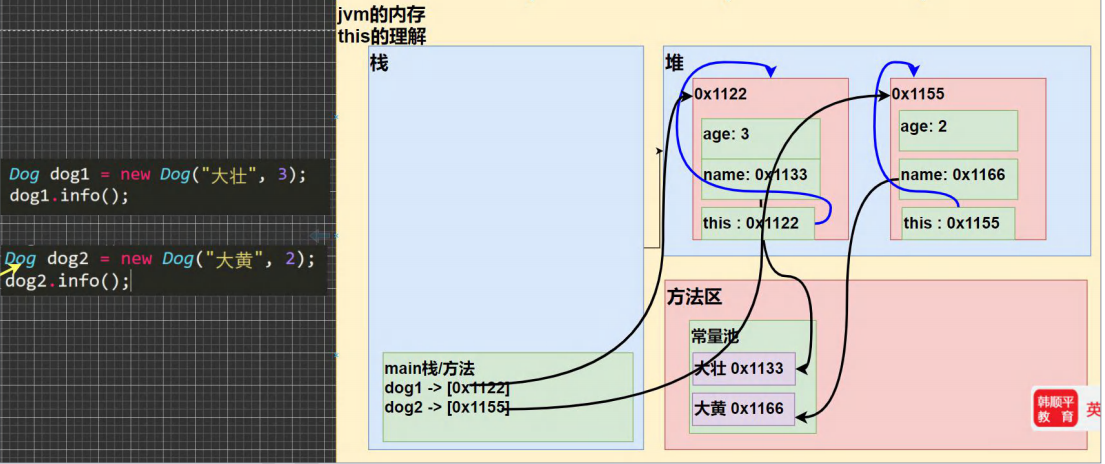 Dog dog1 = new Dog("大壮", 3);
dog1.info();
Dog dog2 = new Dog("大黄", 2);
dog2.info();
jvm的内存
this的理解
栈
main栈/方法
dog1 -> [0x1122]
dog2 -> [0x1155]
堆
0x1122
age: 3
name: 0x1133
this : 0x1122
0x1155
age: 2
name: 0x1166
this : 0x1155
方法区
常量池
大壮 0x1133
大黄 0x1166
韩顺平
教 育
英